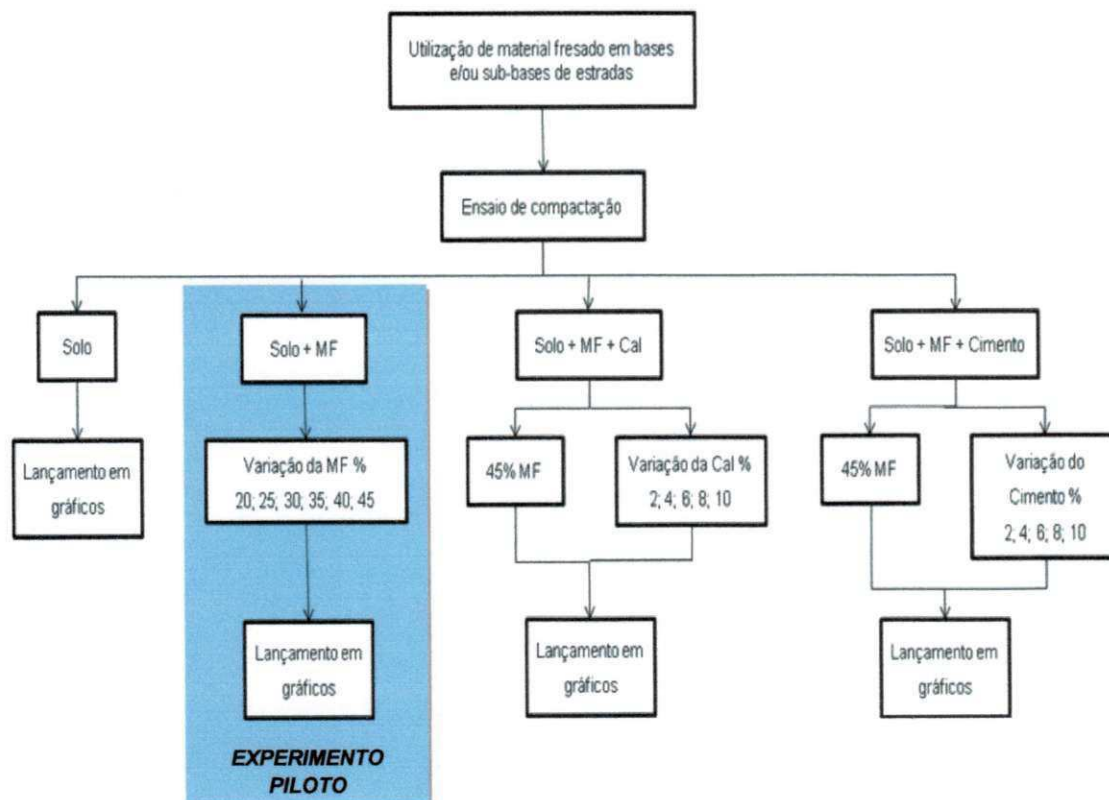 Utilização de material fresado em bases
e/ou sub-bases de estradas
Ensaio de compactação
Solo
Solo + MF
Solo + MF + Cal
Solo + MF + Cimento
Lançamento em
gráficos
Variação da MF %
20; 25; 30; 35; 40; 45
45% MF
Variação da Cal %
2; 4; 6; 8; 10
45% MF
Variação do
Cimento %
2; 4; 6; 8; 10
Lançamento em
gráficos
Lançamento em
gráficos
Lançamento em
gráficos
EXPERIMENTO
PILOTO